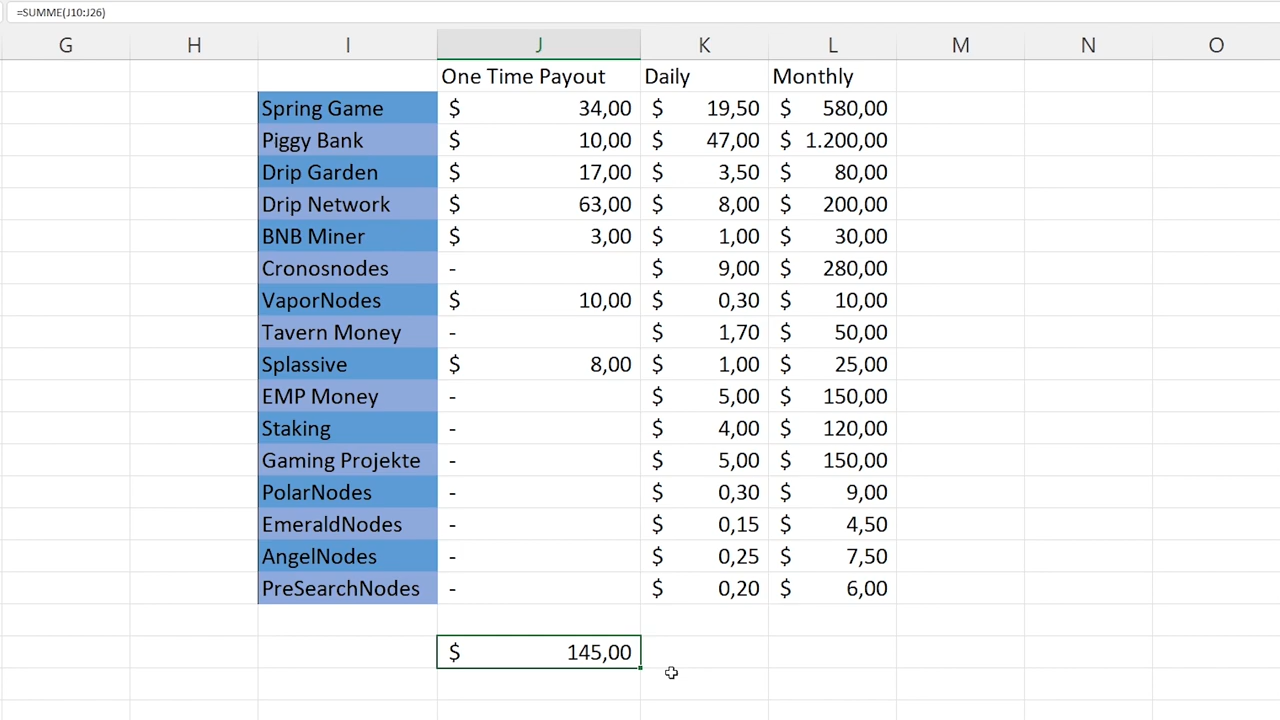 =SUMME(J10:J26)
G H I J K L M N O
One Time Payout Daily Monthly
Spring Game $ 34,00 $ 19,50 $ 580,00
Piggy Bank $ 10,00 $ 47,00 $ 1.200,00
Drip Garden $ 17,00 $ 3,50 $ 80,00
Drip Network $ 63,00 $ 8,00 $ 200,00
BNB Miner $ 3,00 $ 1,00 $ 30,00
Cronosnodes - $ 9,00 $ 280,00
VaporNodes $ 10,00 $ 0,30 $ 10,00
Tavern Money - $ 1,70 $ 50,00
Splassive $ 8,00 $ 1,00 $ 25,00
EMP Money - $ 5,00 $ 150,00
Staking - $ 4,00 $ 120,00
Gaming Projekte - $ 5,00 $ 150,00
PolarNodes - $ 0,30 $ 9,00
EmeraldNodes - $ 0,15 $ 4,50
AngelNodes - $ 0,25 $ 7,50
PreSearchNodes - $ 0,20 $ 6,00
$ 145,00